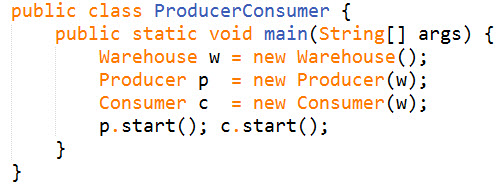 public class ProducerConsumer {
    public static void main(String[] args) {
        Warehouse w = new Warehouse();
        Producer p  = new Producer(w);
        Consumer c  = new Consumer(w);
        p.start(); c.start();
    }
}